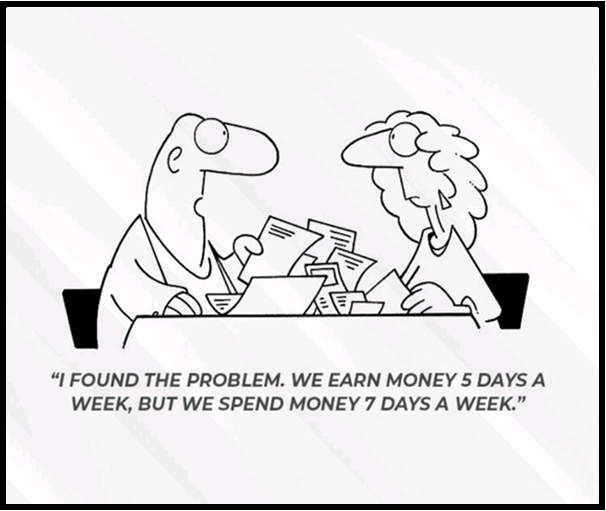 “I FOUND THE PROBLEM. WE EARN MONEY 5 DAYS A
WEEK, BUT WE SPEND MONEY 7 DAYS A WEEK.”